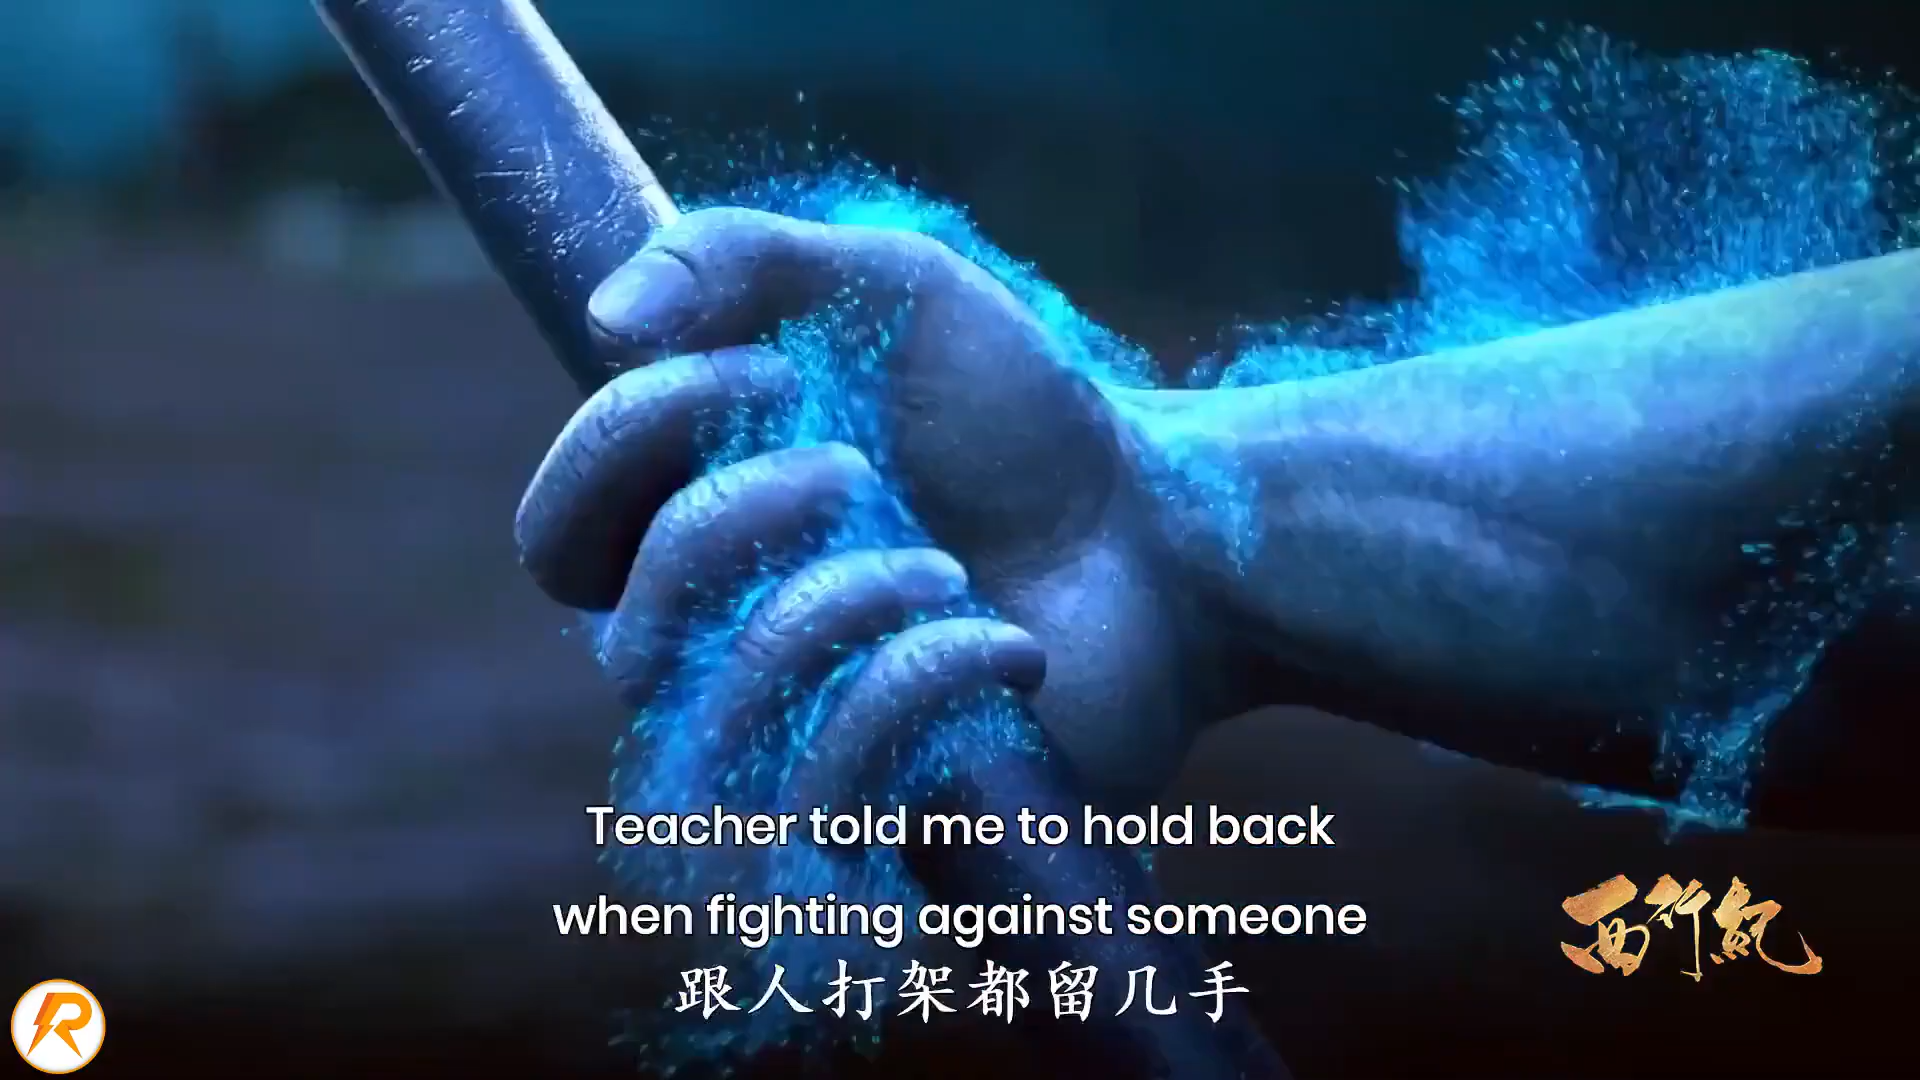 Teacher told me to hold back
when fighting against someone
西行紀
跟人打架都留几手
R